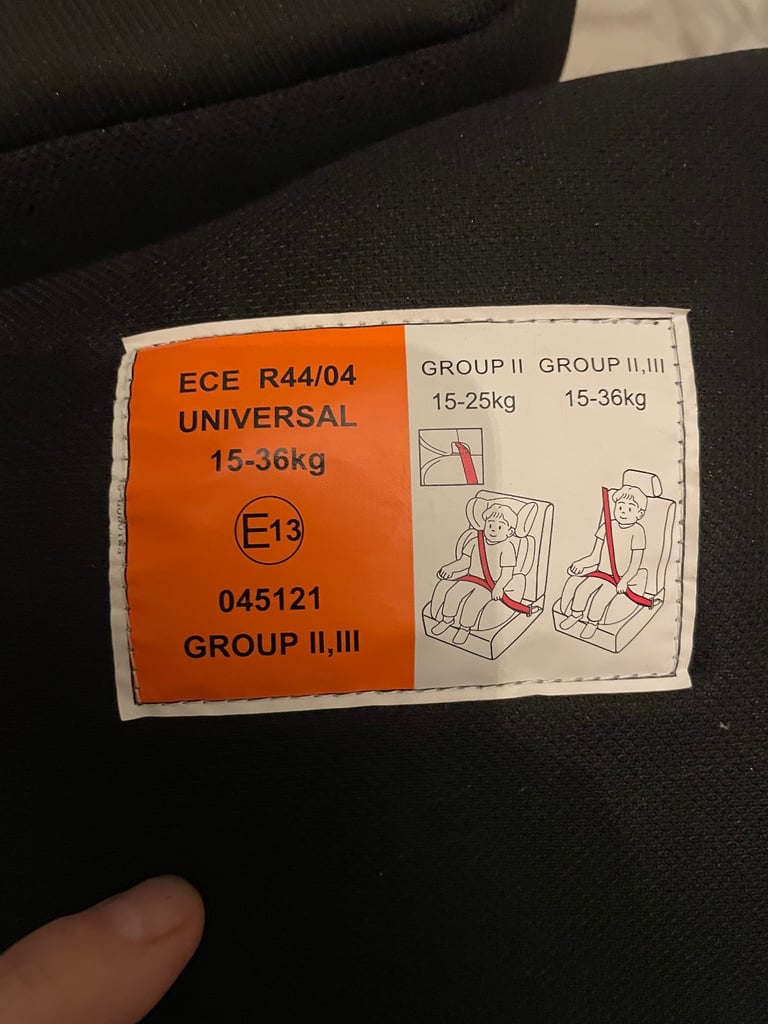 ECE R44/04
UNIVERSAL
15-36kg
E13
045121
GROUP II,III
GROUP II
15-25kg
GROUP II,III
15-36kg